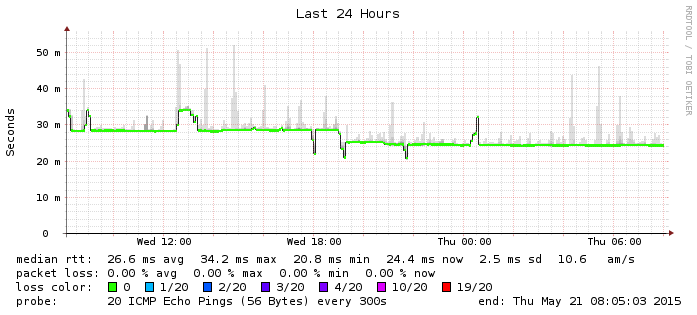 Last 24 Hours
RRDTOOL / TOBI OETIKER
Seconds
50 m
40 m
30 m
20 m
10 m
0
Wed 12:00 Wed 18:00 Thu 00:00 Thu 06:00
median rtt: 26.6 ms avg 34.2 ms max 20.8 ms min 24.4 ms now 2.5 ms sd 10.6 am/s
packet loss: 0.00 % avg 0.00 % max 0.00 % min 0.00 % now
loss color: 0 1/20 2/20 3/20 4/20 10/20 19/20
probe: 20 ICMP Echo Pings (56 Bytes) every 300s end: Thu May 21 08:05:03 2015